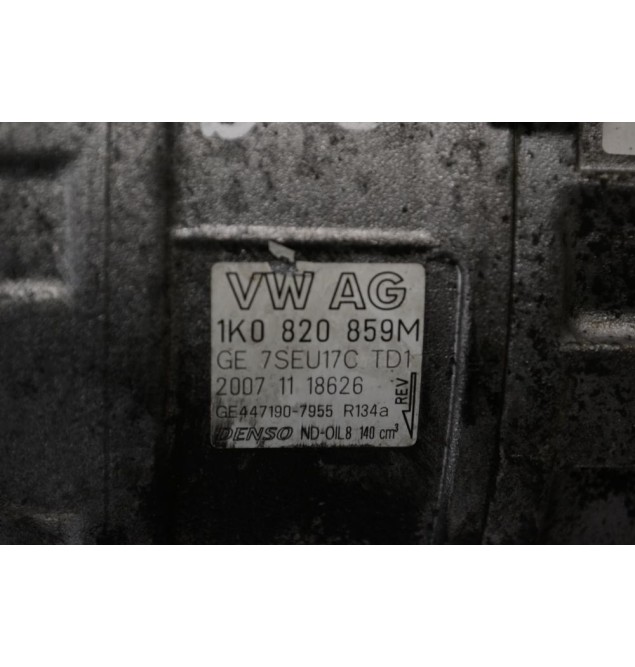 VW AG
1K0 820 859M
GE 7SEU17C TD1
2007 11 18626
REV
GE447190-7955 R134a
DENSO ND-OIL8 140 cm³